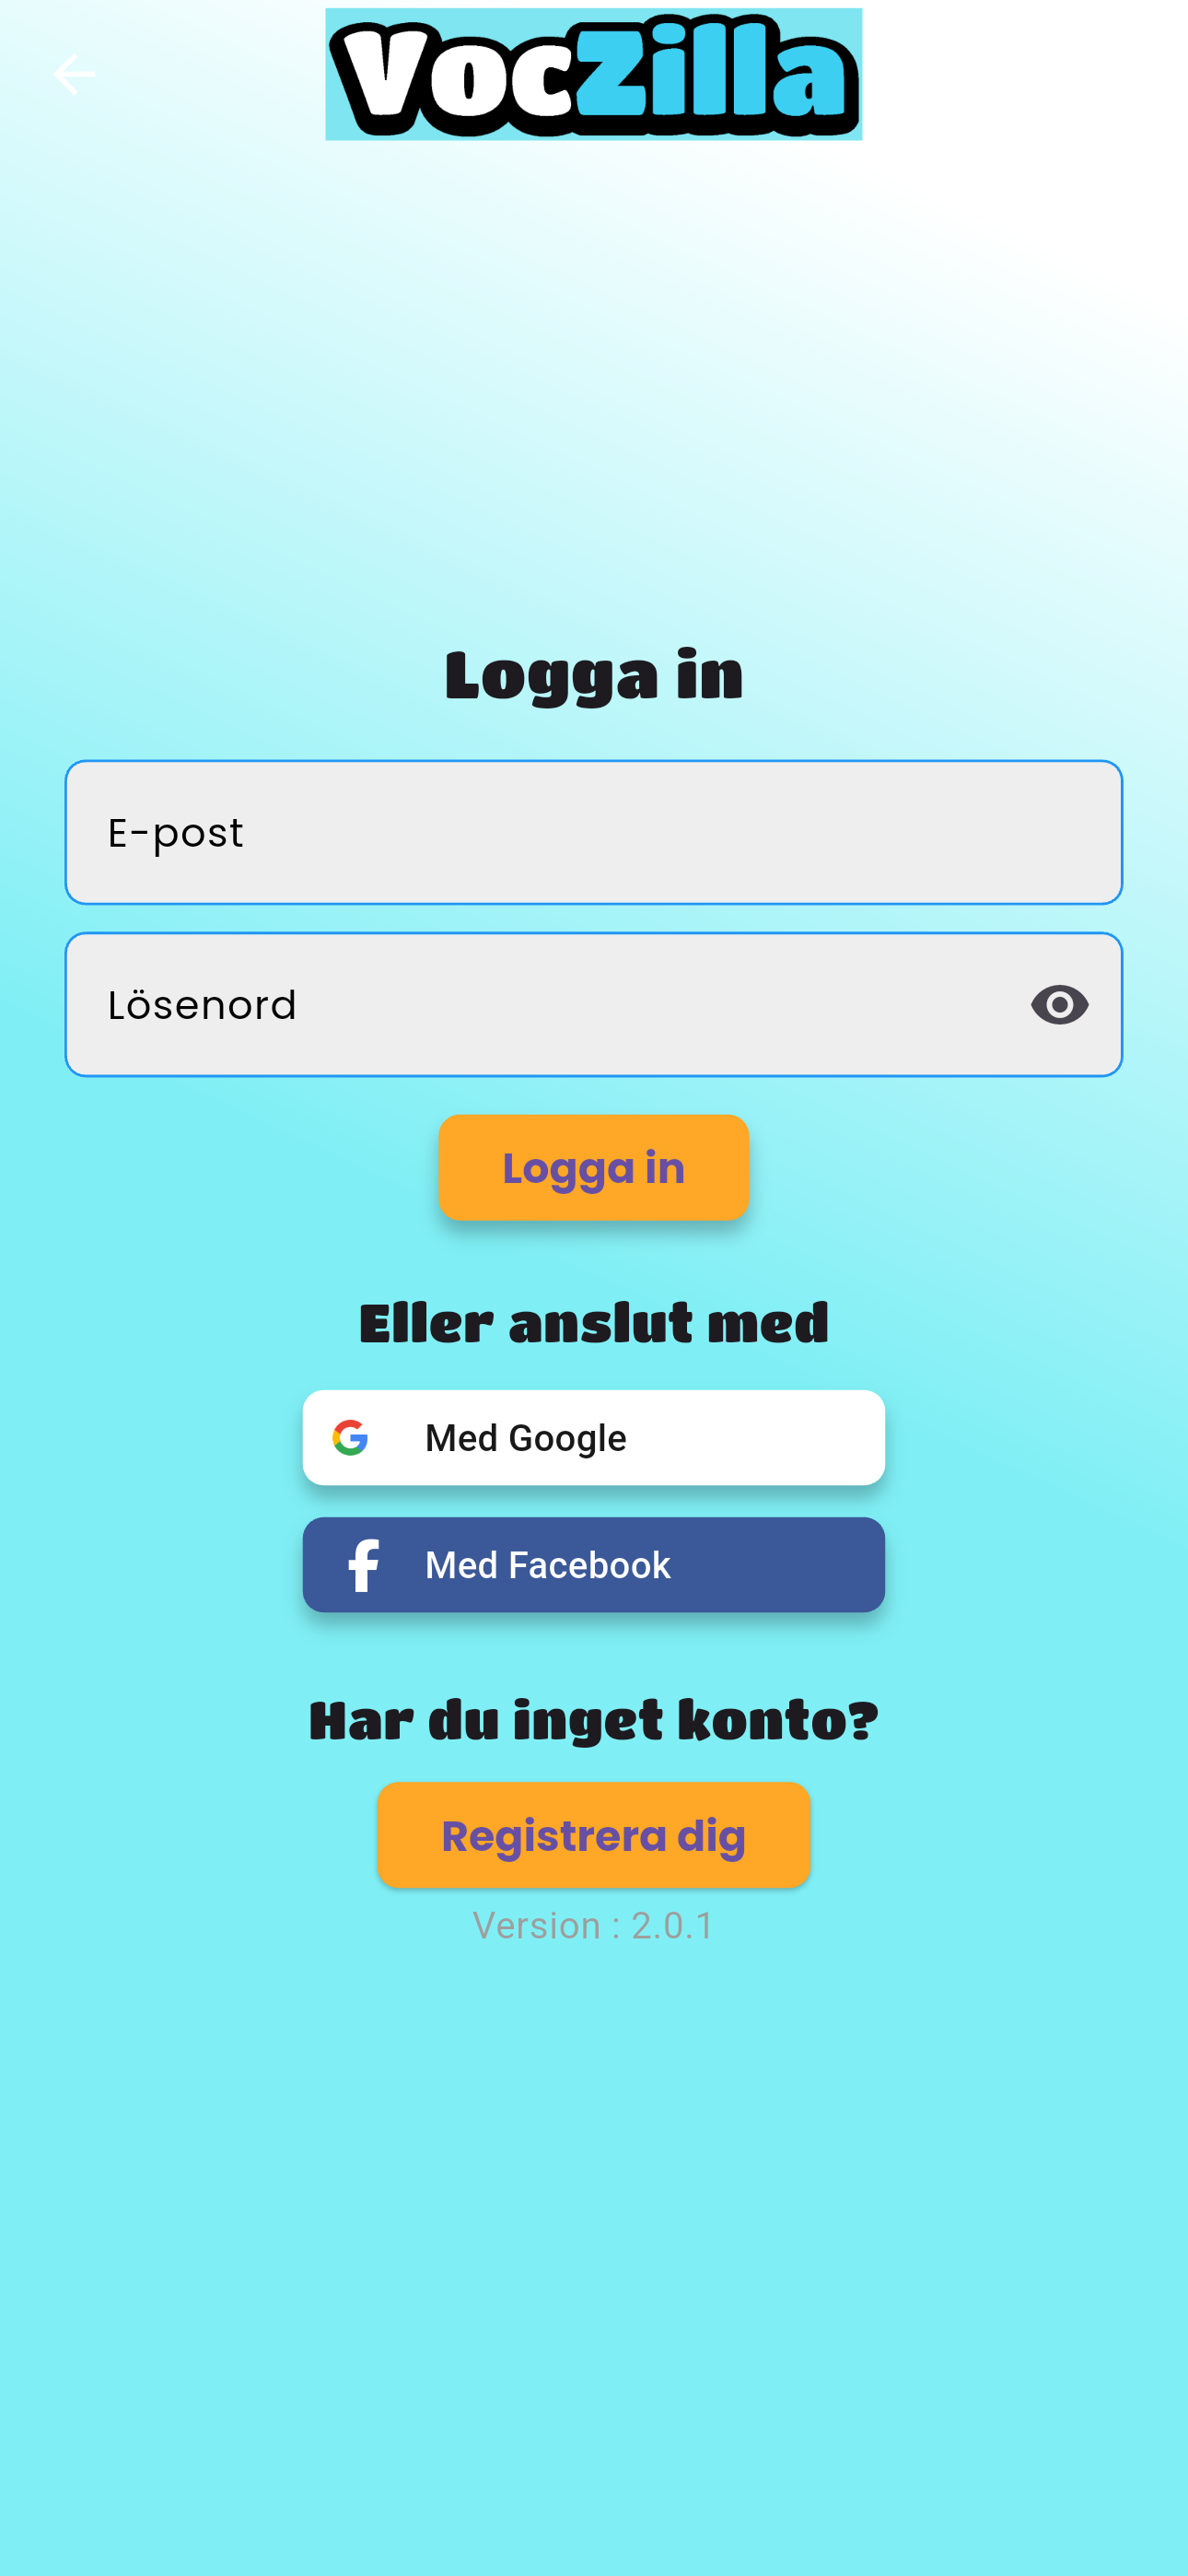 VocZilla
Logga in
E-post
Lösenord
Logga in
Eller anslut med
Med Google
Med Facebook
Har du inget konto?
Registrera dig
Version : 2.0.1